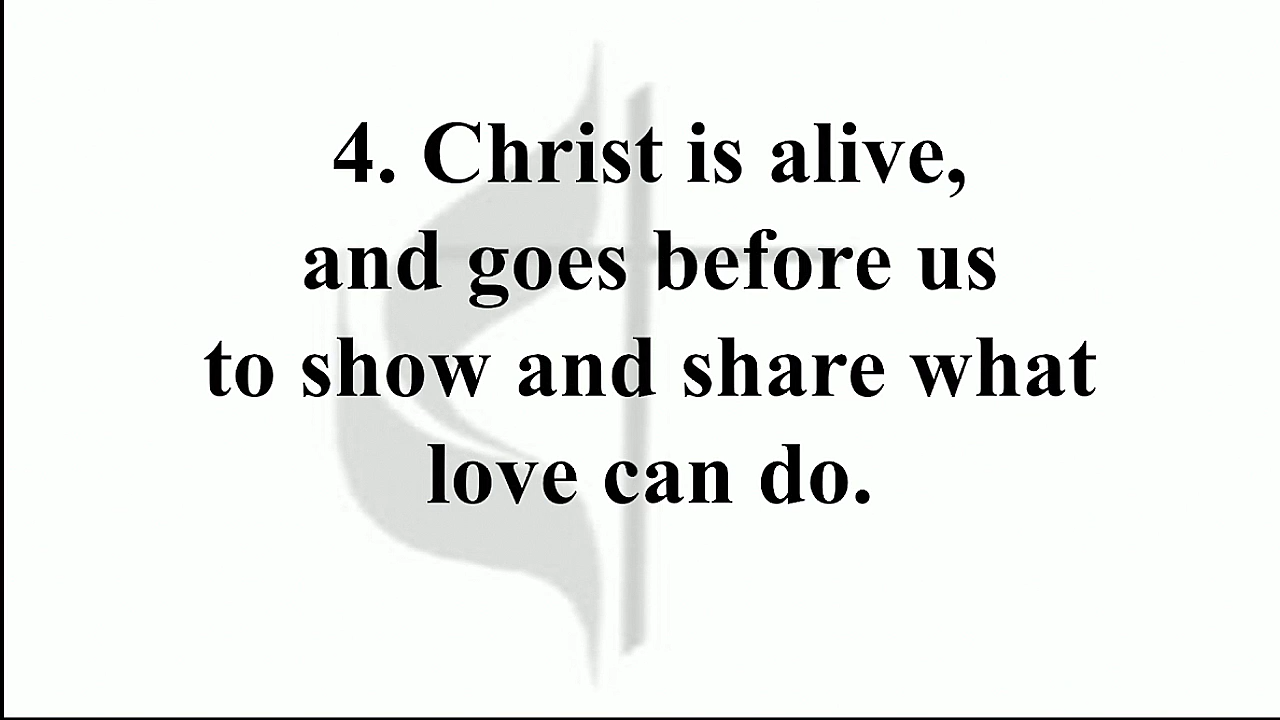 4. Christ is alive,
and goes before us
to show and share what
love can do.